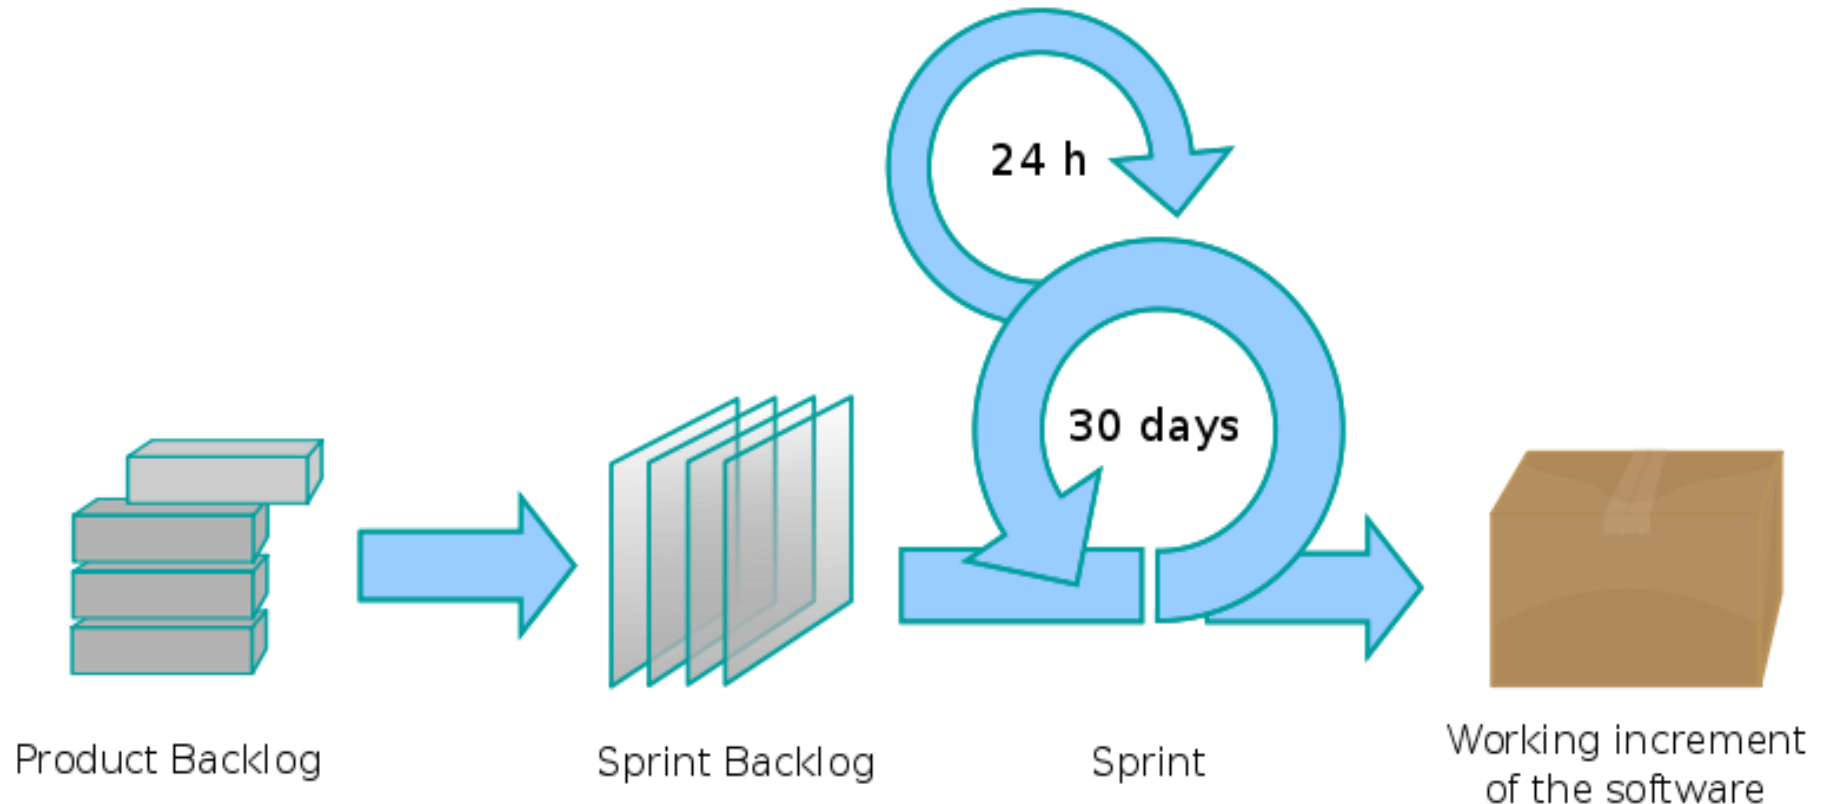 24 h
30 days
Product Backlog
Sprint Backlog
Sprint
Working increment
of the software